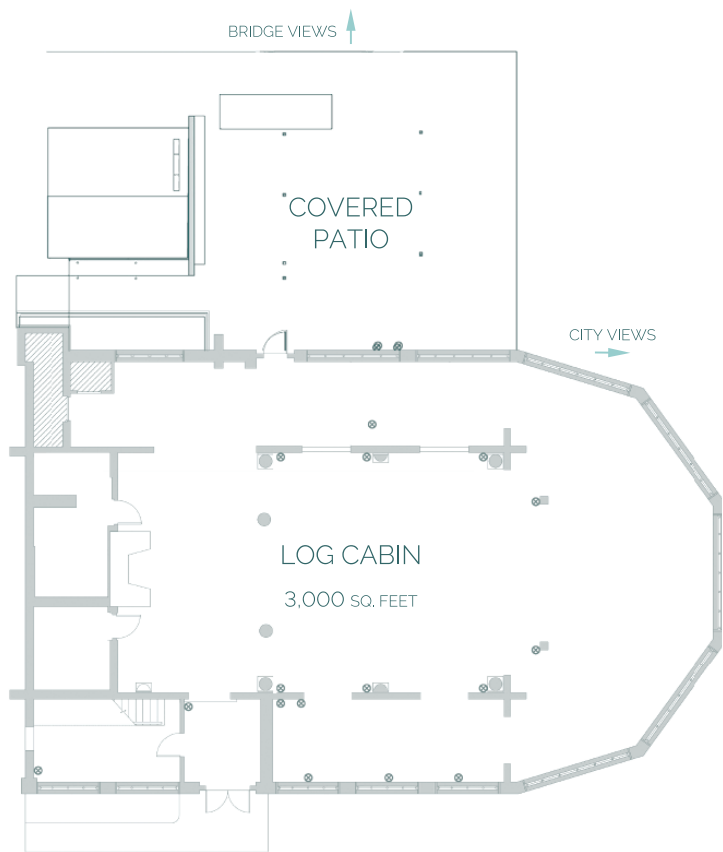 BRIDGE VIEWS
COVERED
PATIO
CITY VIEWS
LOG CABIN
3,000 SQ. FEET